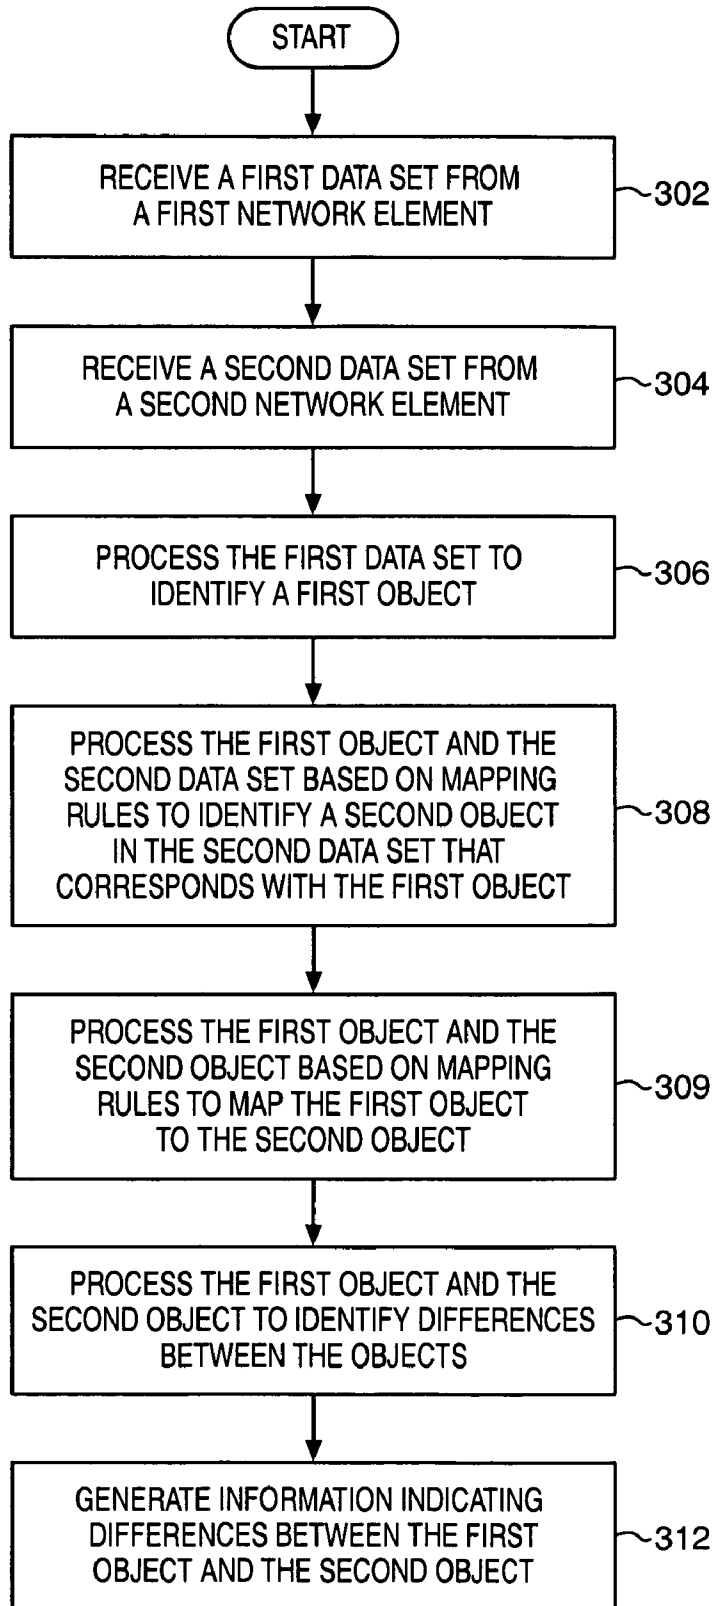 START
RECEIVE A FIRST DATA SET FROM
A FIRST NETWORK ELEMENT
302
RECEIVE A SECOND DATA SET FROM
A SECOND NETWORK ELEMENT
304
PROCESS THE FIRST DATA SET TO
IDENTIFY A FIRST OBJECT
306
PROCESS THE FIRST OBJECT AND THE
SECOND DATA SET BASED ON MAPPING
RULES TO IDENTIFY A SECOND OBJECT
IN THE SECOND DATA SET THAT
CORRESPONDS WITH THE FIRST OBJECT
308
PROCESS THE FIRST OBJECT AND THE
SECOND OBJECT BASED ON MAPPING
RULES TO MAP THE FIRST OBJECT
TO THE SECOND OBJECT
309
PROCESS THE FIRST OBJECT AND THE
SECOND OBJECT TO IDENTIFY DIFFERENCES
BETWEEN THE OBJECTS
310
GENERATE INFORMATION INDICATING
DIFFERENCES BETWEEN THE FIRST
OBJECT AND THE SECOND OBJECT
312